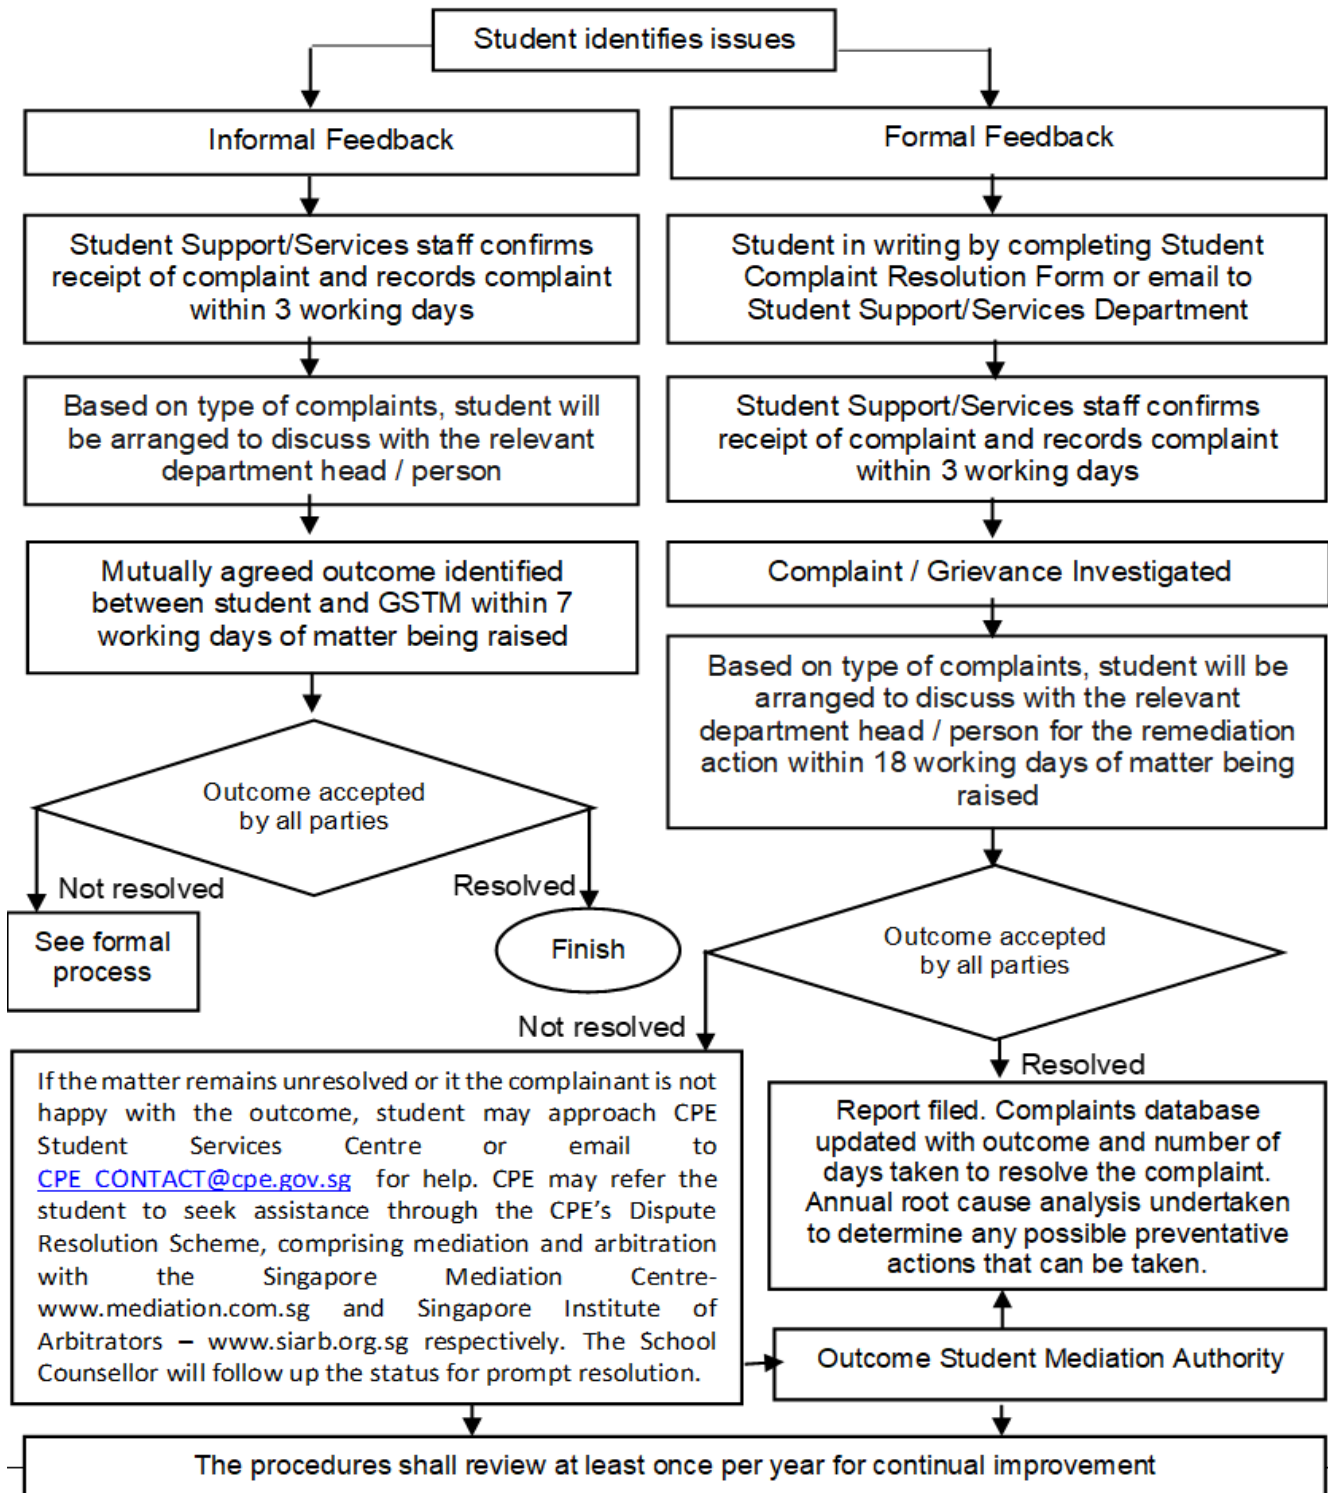 Student identifies issues
Informal Feedback
Student Support/Services staff confirms
receipt of complaint and records complaint
within 3 working days
Based on type of complaints, student will
be arranged to discuss with the relevant
department head / person
Mutually agreed outcome identified
between student and GSTM within 7
working days of matter being raised
Outcome accepted
by all parties
Not resolved
Resolved
See formal
process
Finish
Formal Feedback
Student in writing by completing Student
Complaint Resolution Form or email to
Student Support/Services Department
Student Support/Services staff confirms
receipt of complaint and records complaint
within 3 working days
Complaint / Grievance Investigated
Based on type of complaints, student will be
arranged to discuss with the relevant
department head / person for the remediation
action within 18 working days of matter being
raised
Outcome accepted
by all parties
Not resolved
Resolved
If the matter remains unresolved or it the complainant is not
happy with the outcome, student may approach CPE
Student Services Centre or email to
CPE_CONTACT@cpe.gov.sg for help. CPE may refer the
student to seek assistance through the CPE’s Dispute
Resolution Scheme, comprising mediation and arbitration
with the Singapore Mediation Centre-
www.mediation.com.sg and Singapore Institute of
Arbitrators – www.siarb.org.sg respectively. The School
Counsellor will follow up the status for prompt resolution.
Report filed. Complaints database
updated with outcome and number of
days taken to resolve the complaint.
Annual root cause analysis undertaken
to determine any possible preventative
actions that can be taken.
Outcome Student Mediation Authority
The procedures shall review at least once per year for continual improvement